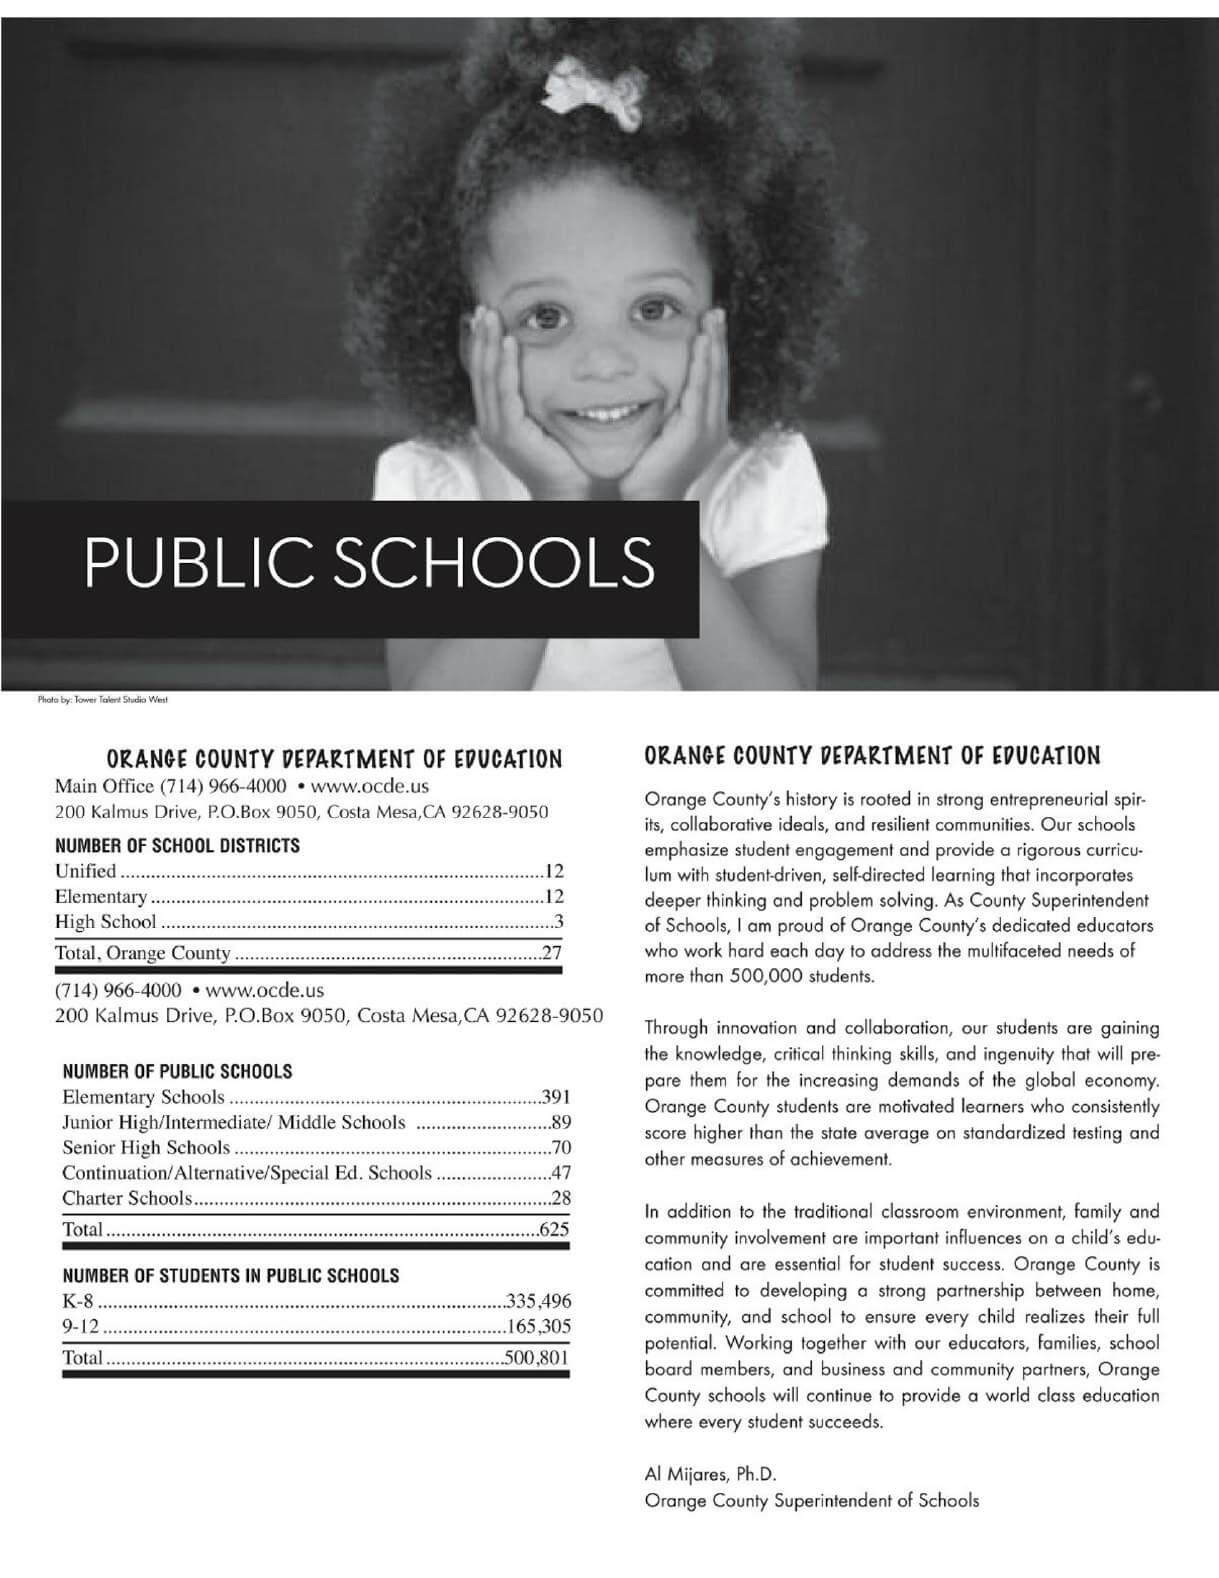 PUBLIC SCHOOLS
Photo by: Tower Talent Studio West
ORANGE COUNTY DEPARTMENT OF EDUCATION
Main Office (714) 966-4000 • www.ocde.us
200 Kalmus Drive, P.O.Box 9050, Costa Mesa,CA 92628-9050
NUMBER OF SCHOOL DISTRICTS
Unified ..........12
Elementary ..........12
High School ..........3
Total, Orange County ..........27
(714) 966-4000 • www.ocde.us
200 Kalmus Drive, P.O.Box 9050, Costa Mesa,CA 92628-9050
NUMBER OF PUBLIC SCHOOLS
Elementary Schools ..........391
Junior High/Intermediate/ Middle Schools ..........89
Senior High Schools ..........70
Continuation/Alternative/Special Ed. Schools ..........47
Charter Schools..........28
Total..........625
NUMBER OF STUDENTS IN PUBLIC SCHOOLS
K-8 ..........335,496
9-12 ..........165,305
Total..........500,801
ORANGE COUNTY DEPARTMENT OF EDUCATION
Orange County's history is rooted in strong entrepreneurial spir-
its, collaborative ideals, and resilient communities. Our schools
emphasize student engagement and provide a rigorous curricu-
lum with student-driven, self-directed learning that incorporates
deeper thinking and problem solving. As County Superintendent
of Schools, I am proud of Orange County's dedicated educators
who work hard each day to address the multifaceted needs of
more than 500,000 students.
Through innovation and collaboration, our students are gaining
the knowledge, critical thinking skills, and ingenuity that will pre-
pare them for the increasing demands of the global economy.
Orange County students are motivated learners who consistently
score higher than the state average on standardized testing and
other measures of achievement.
In addition to the traditional classroom environment, family and
community involvement are important influences on a child's edu-
cation and are essential for student success. Orange County is
committed to developing a strong partnership between home,
community, and school to ensure every child realizes their full
potential. Working together with our educators, families, school
board members, and business and community partners, Orange
County schools will continue to provide a world class education
where every student succeeds.
Al Mijares, Ph.D.
Orange County Superintendent of Schools